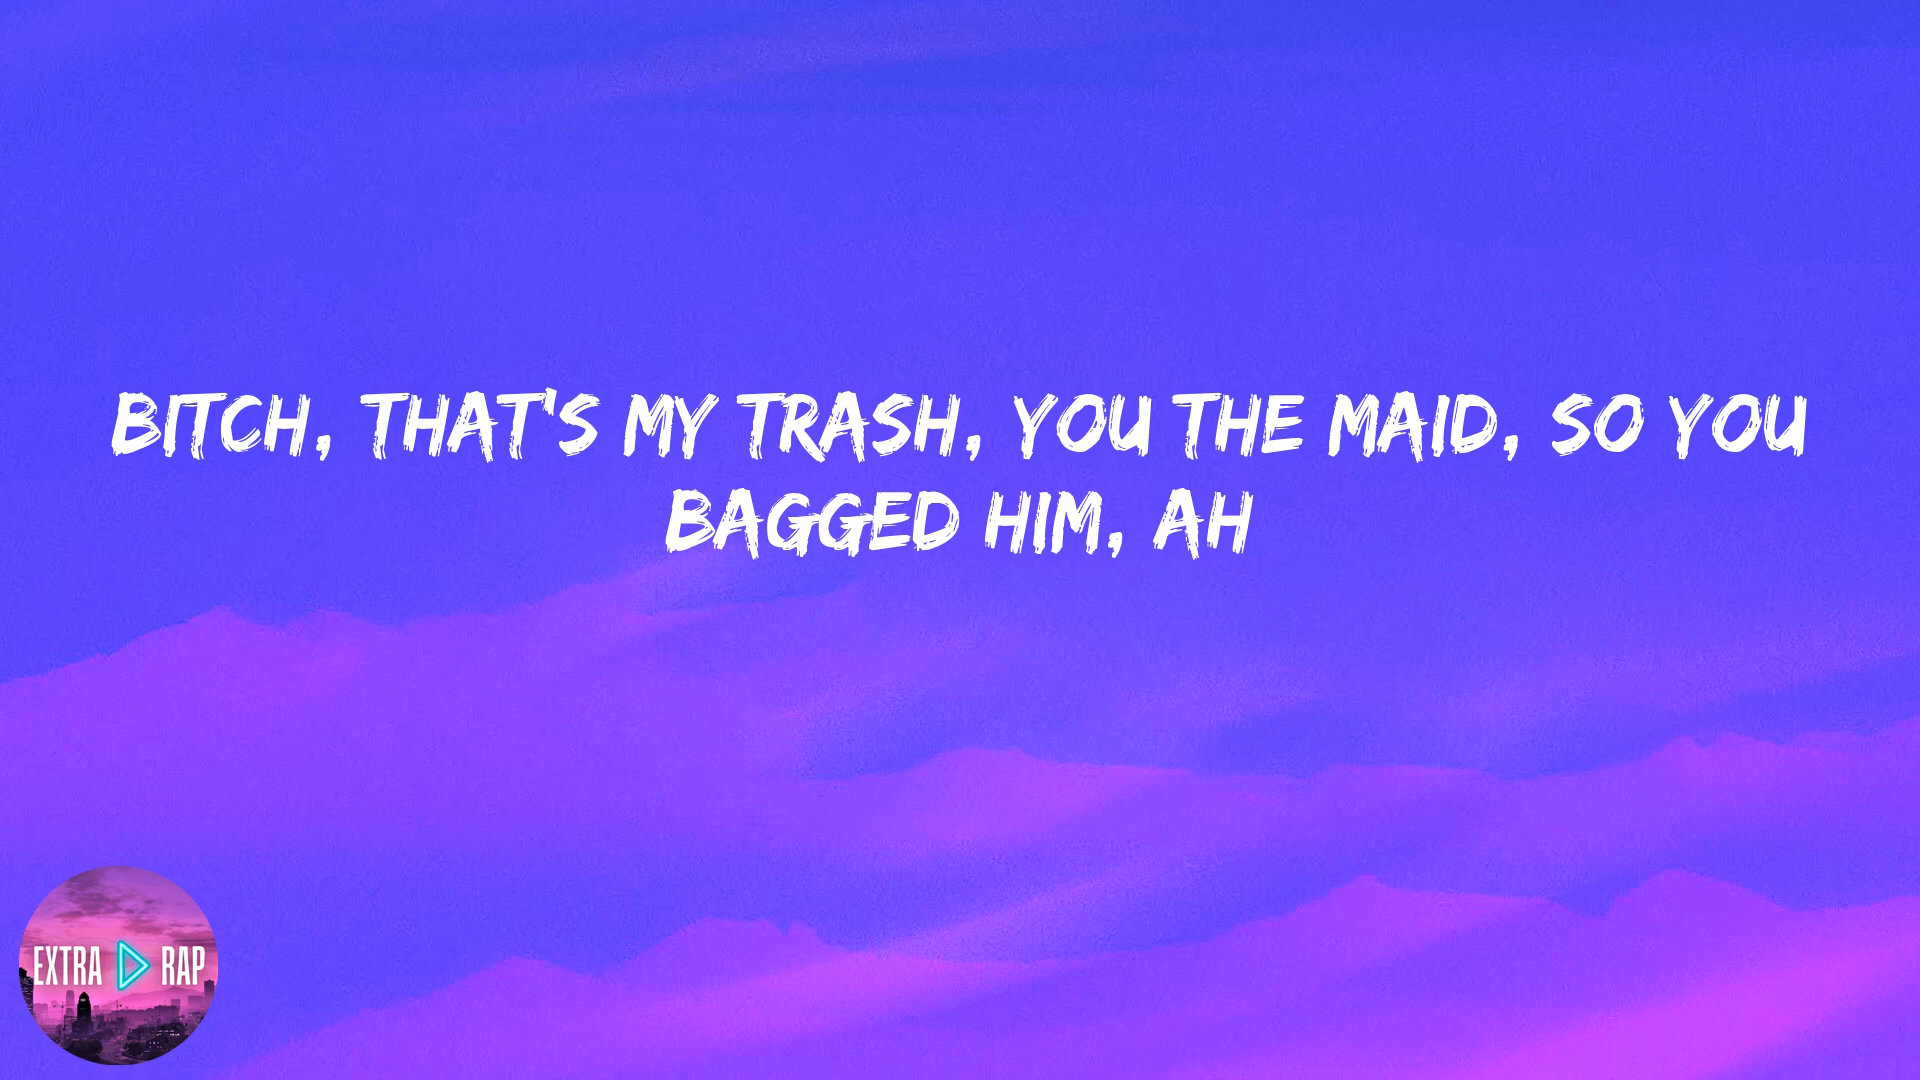 BITCH, THAT'S MY TRASH, YOU THE MAID, SO YOU
BAGGED HIM, AH
EXTRA RAP